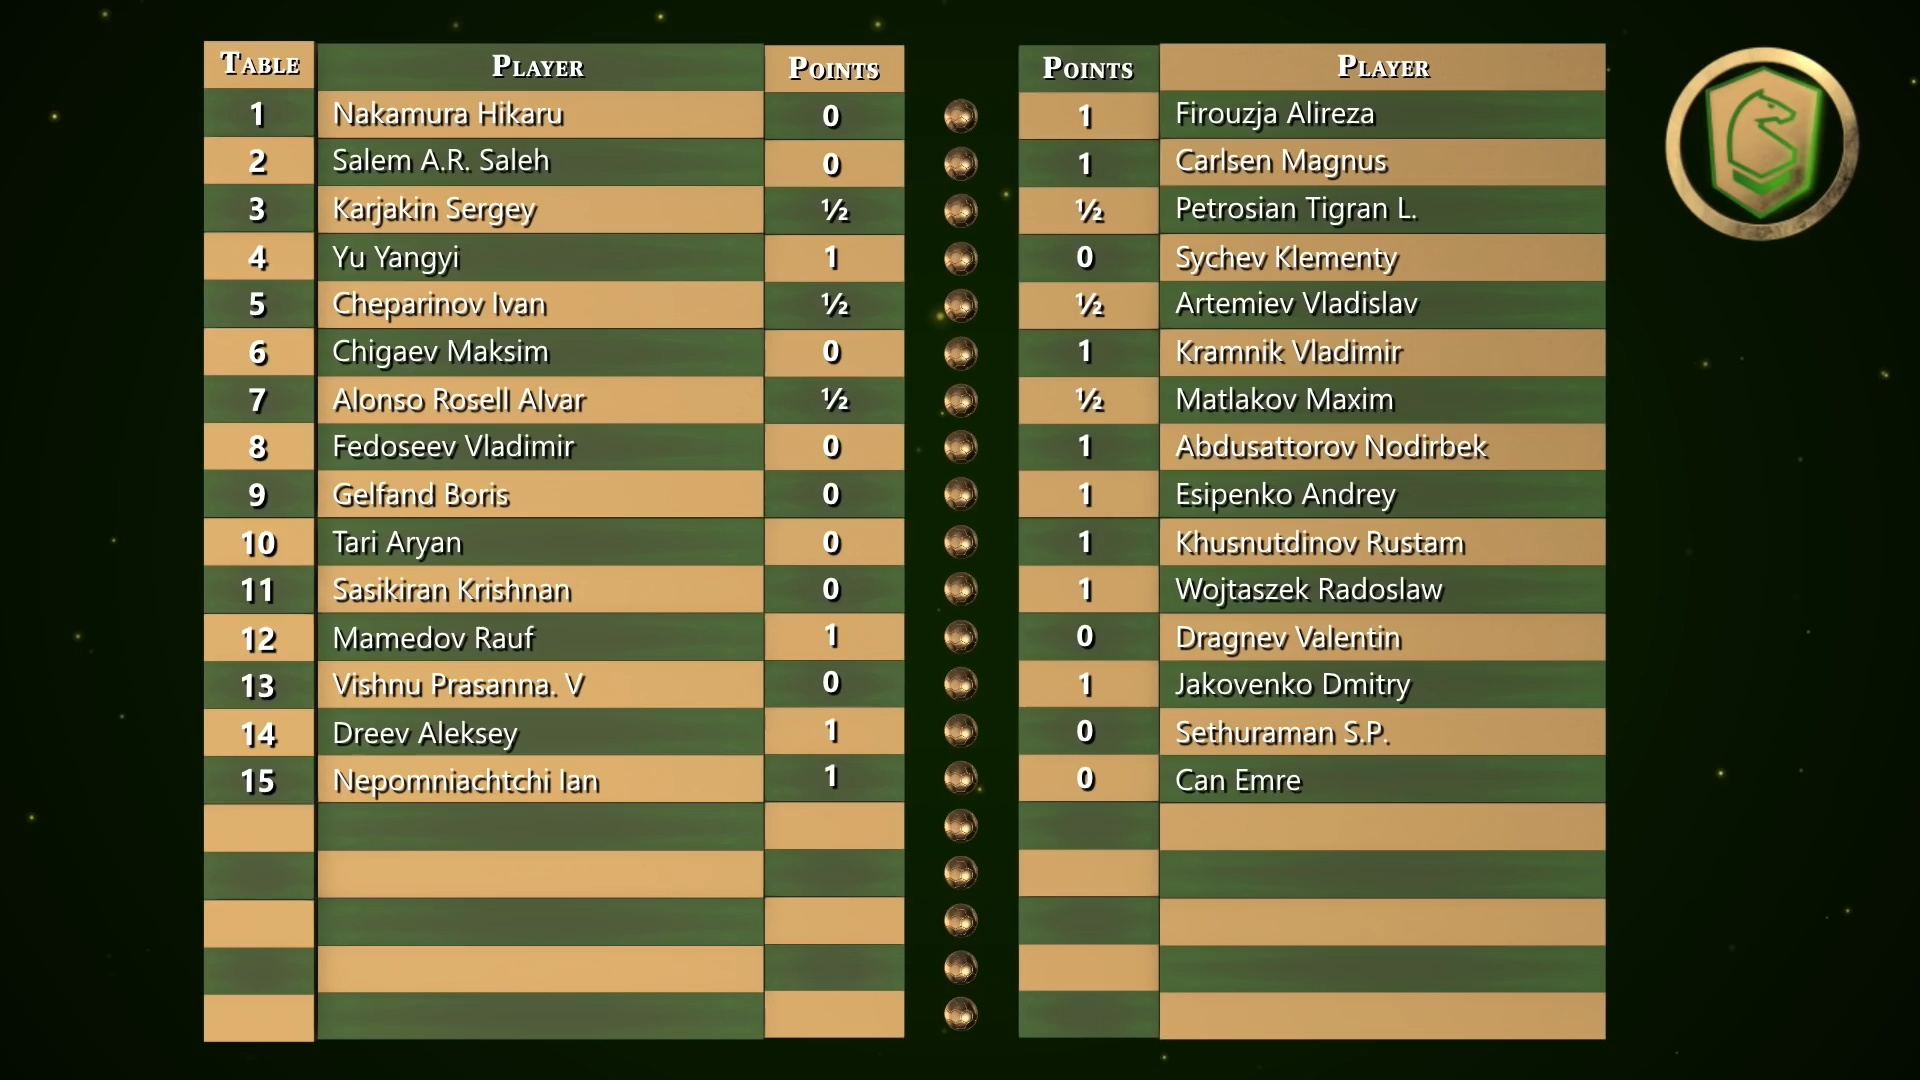 Table Player Points Points Player
1 Nakamura Hikaru 0 1 Firouzja Alireza
2 Salem A.R. Saleh 0 1 Carlsen Magnus
3 Karjakin Sergey ½ ½ Petrosian Tigran L.
4 Yu Yangyi 1 0 Sychev Klementy
5 Cheparinov Ivan ½ ½ Artemiev Vladislav
6 Chigaev Maksim 0 1 Kramnik Vladimir
7 Alonso Rosell Alvar ½ ½ Matlakov Maxim
8 Fedoseev Vladimir 0 1 Abdusattorov Nodirbek
9 Gelfand Boris 0 1 Esipenko Andrey
10 Tari Aryan 0 1 Khusnutdinov Rustam
11 Sasikiran Krishnan 0 1 Wojtaszek Radoslaw
12 Mamedov Rauf 1 0 Dragnev Valentin
13 Vishnu Prasanna. V 0 1 Jakovenko Dmitry
14 Dreev Aleksey 1 0 Sethuraman S.P.
15 Nepomniachtchi Ian 1 0 Can Emre